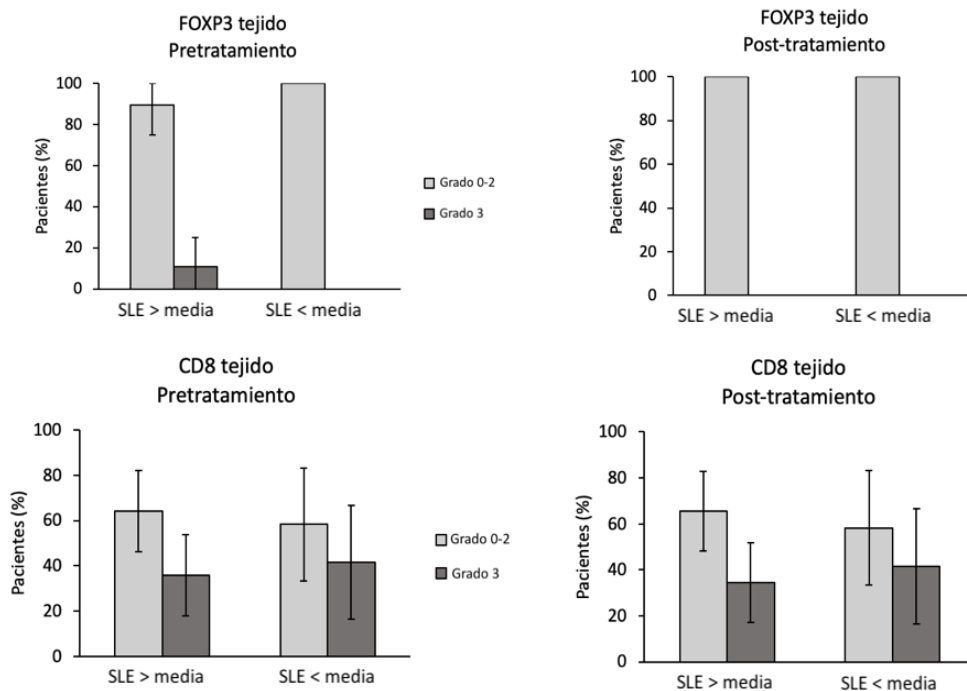 FOXP3 tejido
Pretratamiento
Pacientes (%)
100
80
60
40
20
0
SLE > media
SLE < media
Grado 0-2
Grado 3
FOXP3 tejido
Post-tratamiento
Pacientes (%)
100
80
60
40
20
0
SLE > media
SLE < media
CD8 tejido
Pretratamiento
Pacientes (%)
100
80
60
40
20
0
SLE > media
SLE < media
Grado 0-2
Grado 3
CD8 tejido
Post-tratamiento
Pacientes (%)
100
80
60
40
20
0
SLE > media
SLE < media